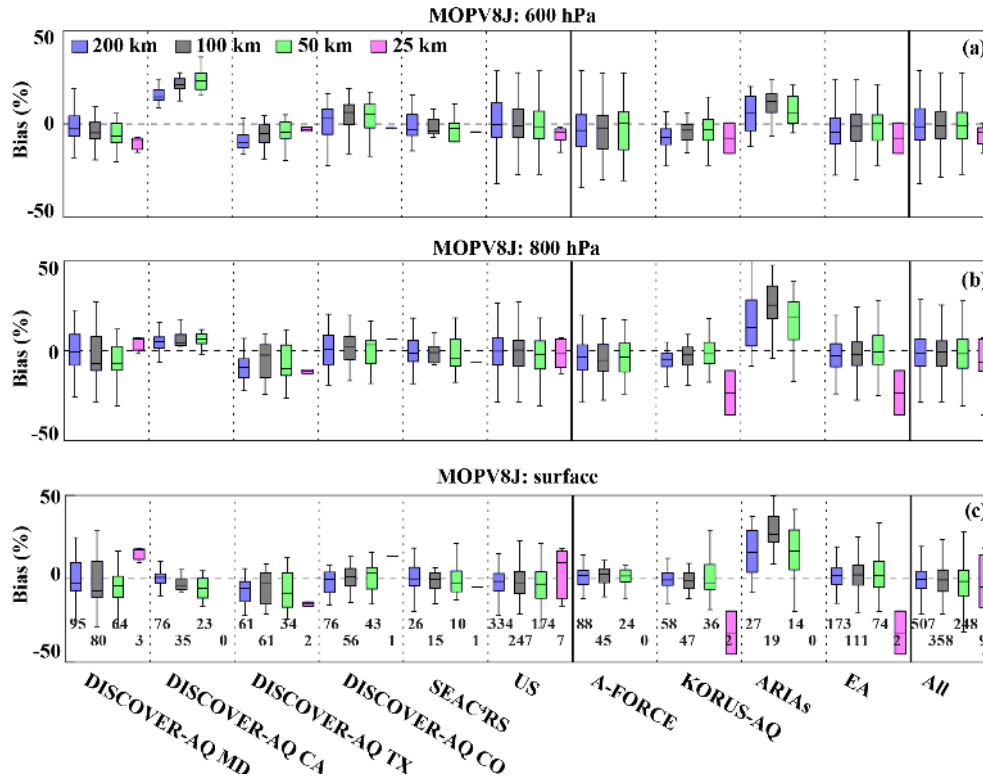 MOPV8J: 600 hPa
50
200 km 100 km 50 km 25 km
(a)
Bias (%)
0
-50
MOPV8J: 800 hPa
50
(b)
Bias (%)
0
-50
MOPV8J: surface
50
(c)
Bias (%)
0
95 64 76 23 61 34 76 43 26 10 334 174 88 24 58 36 27 14 173 74 507 248
80 3 35 0 61 2 56 1 15 1 247 7 45 0 47 2 19 0 111 2 358 9
-50
DISCOVER-AQ MD
DISCOVER-AQ CA
DISCOVER-AQ TX
DISCOVER-AQ CO
SEAC⁴RS
US
A-FORCE
KORUS-AQ
ARIAs
EA
All